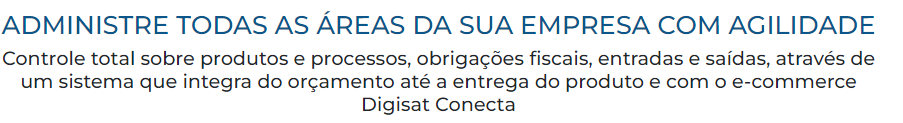 ADMINISTRE TODAS AS ÁREAS DA SUA EMPRESA COM AGILIDADE
Controle total sobre produtos e processos, obrigações fiscais, entradas e saídas, através de
um sistema que integra do orçamento até a entrega do produto e com o e-commerce
Digisat Conecta